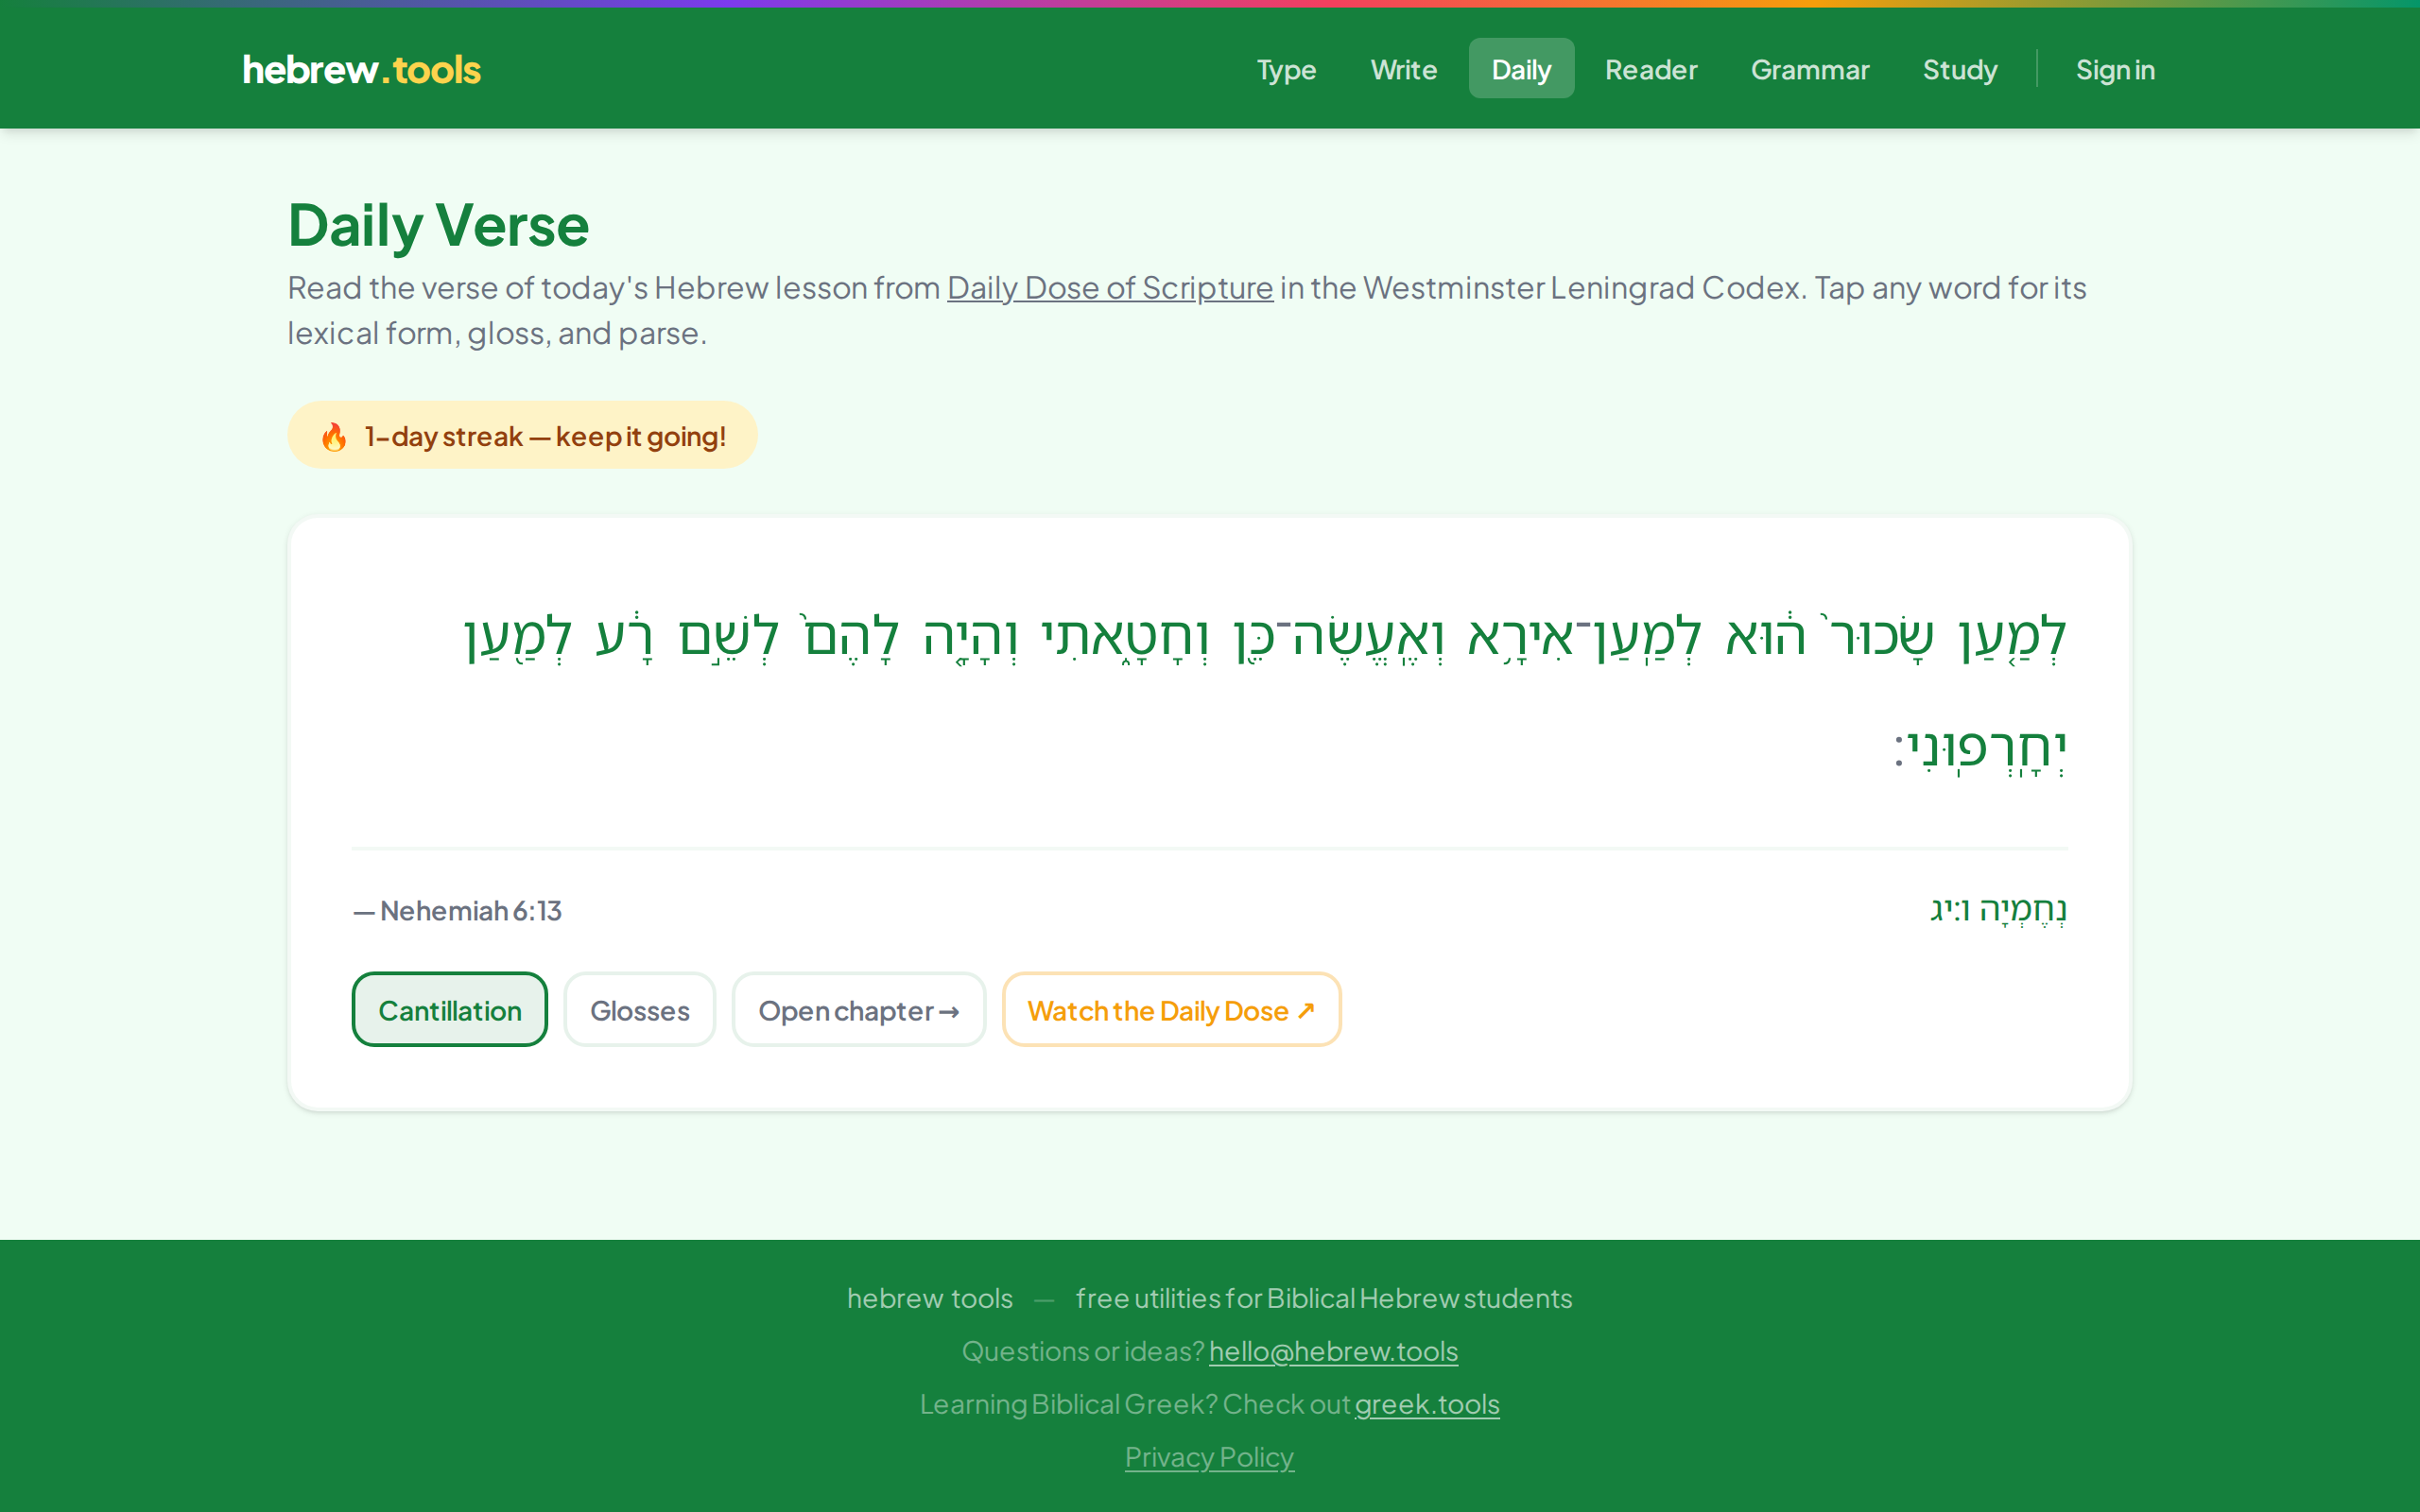 hebrew.tools
Type Write Daily Reader Grammar Study Sign in
Daily Verse
Read the verse of today's Hebrew lesson from Daily Dose of Scripture in the Westminster Leningrad Codex. Tap any word for its
lexical form, gloss, and parse.
🔥 1-day streak — keep it going!
לְמַ֤עַן שָׂכוּר֙ ה֔וּא לְמַֽעַן־אִירָ֥א וְאֶֽעֱשֶׂה־כֵּ֖ן וְחָטָ֑אתִי וְהָיָ֤ה לָהֶם֙ לְשֵׁ֣ם רָ֔ע לְמַ֖עַן
יְחָֽרְפֽוּנִי׃
— Nehemiah 6:13
נְחֶמְיָה ו:יג
Cantillation Glosses Open chapter → Watch the Daily Dose ↗
hebrew tools — free utilities for Biblical Hebrew students
Questions or ideas? hello@hebrew.tools
Learning Biblical Greek? Check out greek.tools
Privacy Policy